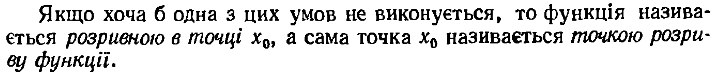 Якщо хоча б одна з цих умов не виконується, то функція назива-
ється розривною в точці x₀, а сама точка x₀ називається точкою розри-
ву функції.